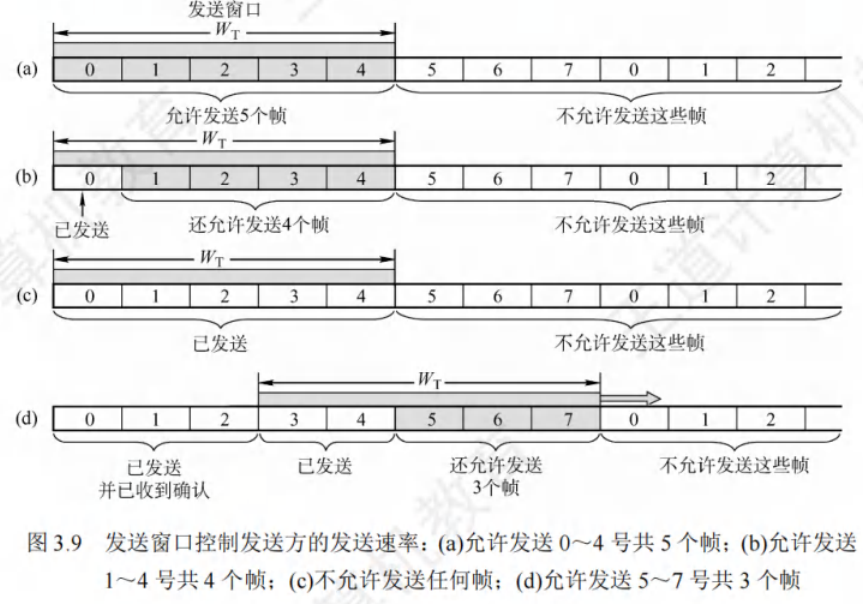 发送窗口
W_T
(a) 0 1 2 3 4 5 6 7 0 1 2
允许发送5个帧 不允许发送这些帧
W_T
(b) 0 1 2 3 4 5 6 7 0 1 2
已发送 还允许发送4个帧 不允许发送这些帧
W_T
(c) 0 1 2 3 4 5 6 7 0 1 2
已发送 不允许发送这些帧
W_T
(d) 0 1 2 3 4 5 6 7 0 1 2
已发送 已发送 还允许发送 不允许发送这些帧
并已收到确认 3个帧
图 3.9 发送窗口控制发送方的发送速率:(a)允许发送 0～4 号共 5 个帧;(b)允许发送
1～4 号共 4 个帧;(c)不允许发送任何帧;(d)允许发送 5～7 号共 3 个帧